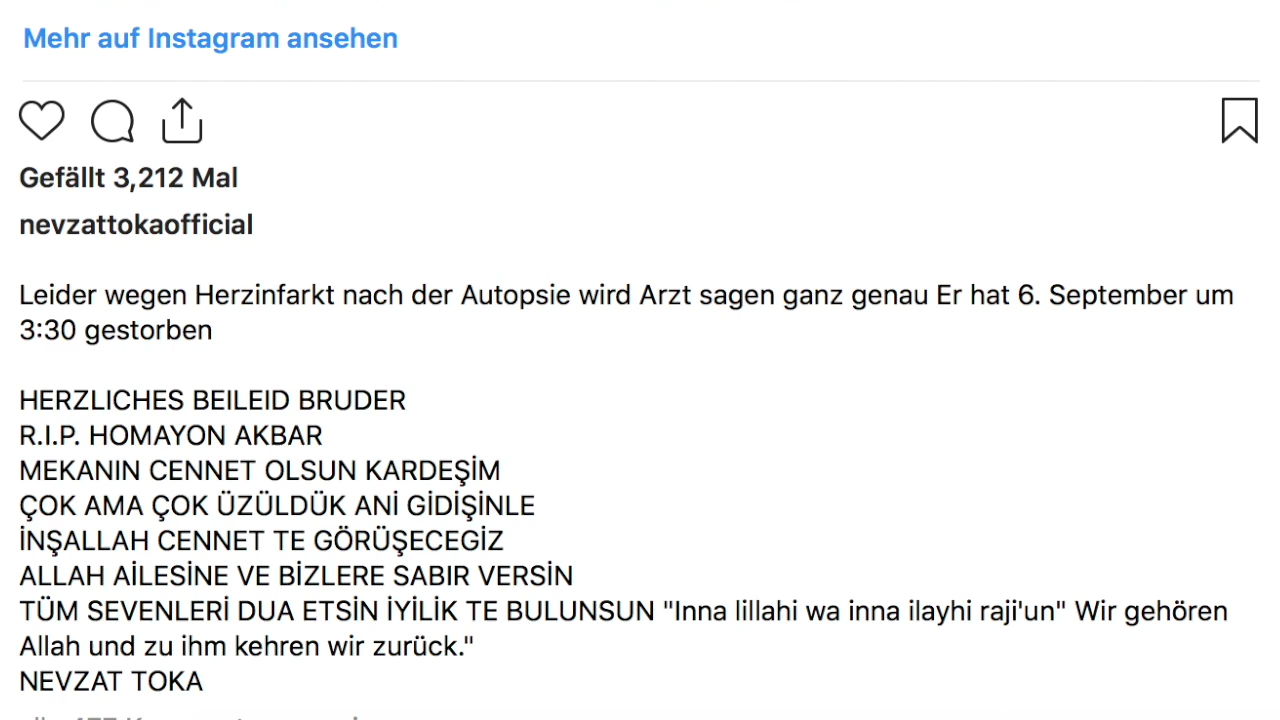 Mehr auf Instagram ansehen
Gefällt 3,212 Mal
nevzattokaofficial
Leider wegen Herzinfarkt nach der Autopsie wird Arzt sagen ganz genau Er hat 6. September um
3:30 gestorben
HERZLICHES BEILEID BRUDER
R.I.P. HOMAYON AKBAR
MEKANIN CENNET OLSUN KARDEŞİM
ÇOK AMA ÇOK ÜZÜLDÜK ANİ GİDİŞİNLE
İNŞALLAH CENNET TE GÖRÜŞECEGİZ
ALLAH AİLESİNE VE BİZLERE SABIR VERSİN
TÜM SEVENLERİ DUA ETSİN İYİLİK TE BULUNSUN "Inna lillahi wa inna ilayhi raji'un" Wir gehören
Allah und zu ihm kehren wir zurück."
NEVZAT TOKA